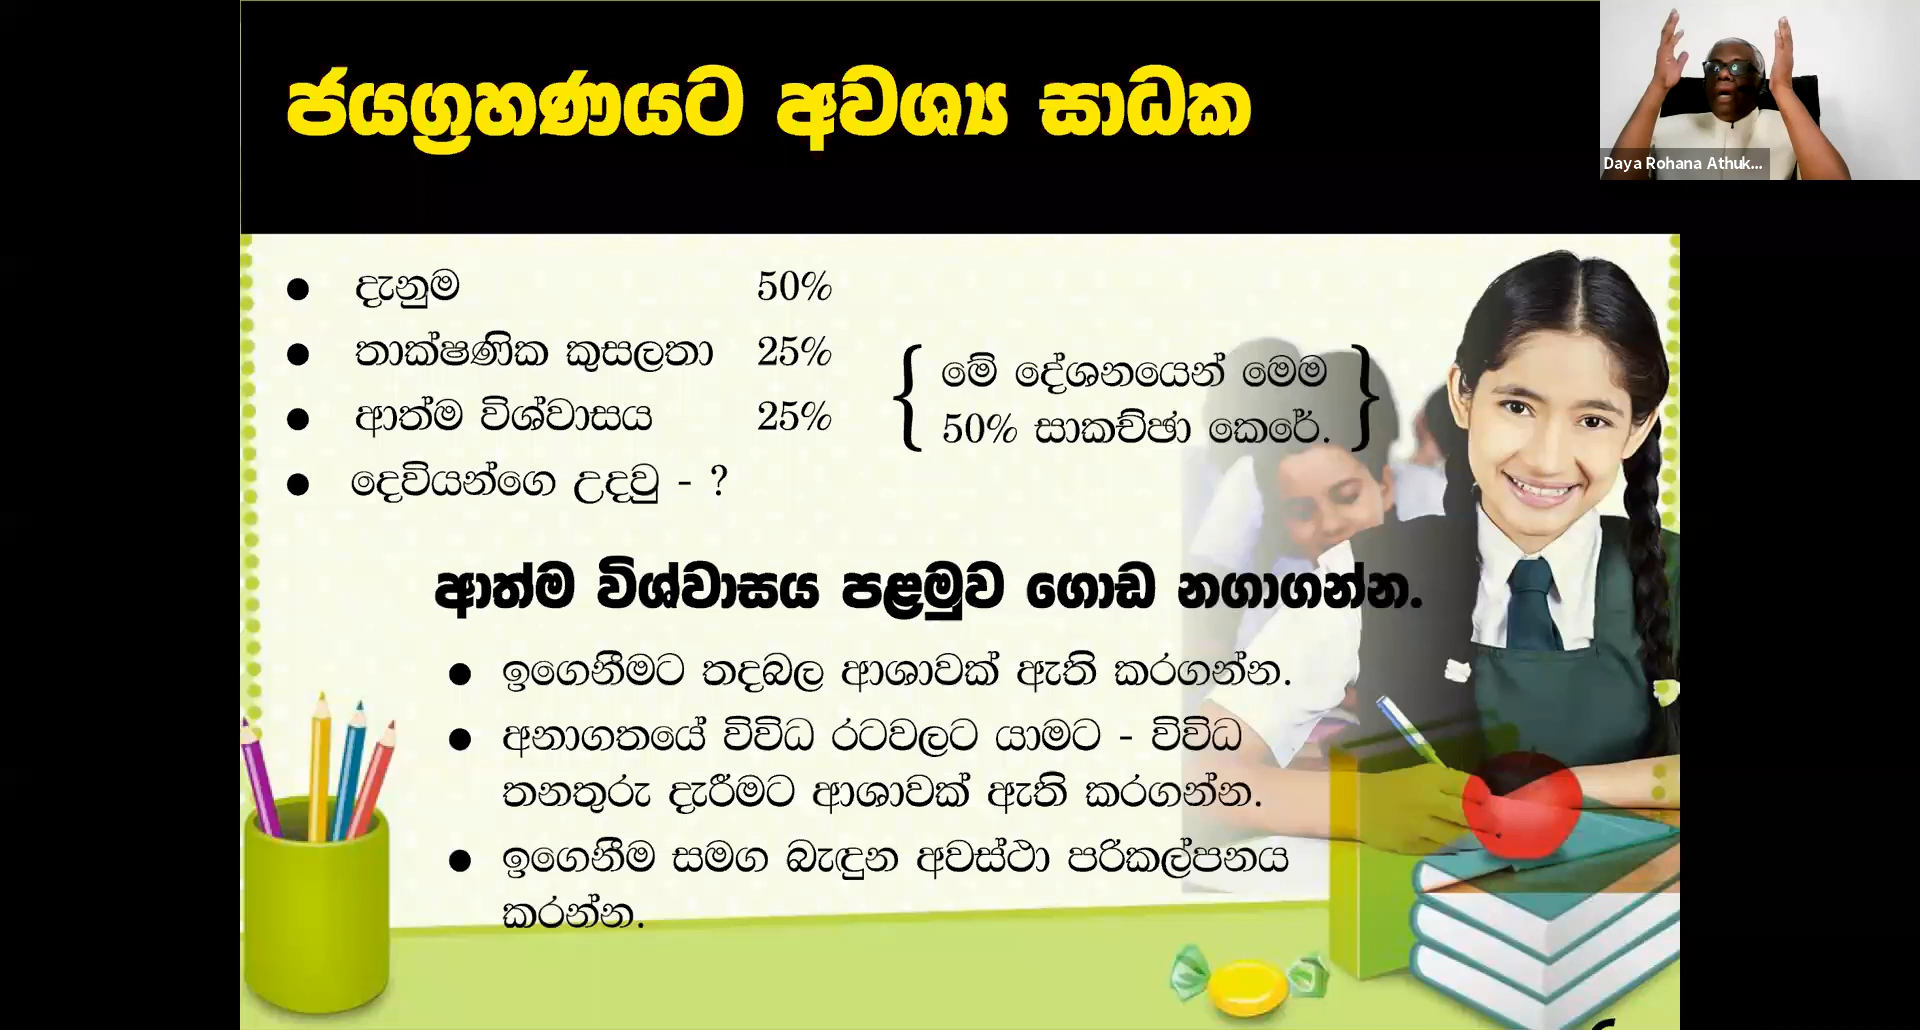 ජයග්‍රහණයට අවශ්‍ය සාධක
Daya Rohana Athuk...
● දැනුම 50%
● තාක්ෂණික කුසලතා 25%
● ආත්ම විශ්වාසය 25%
{ මේ දේශනයෙන් මෙම
50% සාකච්ඡා කෙරේ. }
● දෙවියන්ගෙ උදවු - ?
ආත්ම විශ්වාසය පළමුව ගොඩ නගාගන්න.
● ඉගෙනීමට තදබල ආශාවක් ඇති කරගන්න.
● අනාගතයේ විවිධ රටවලට යාමට - විවිධ
තනතුරු දැරීමට ආශාවක් ඇති කරගන්න.
● ඉගෙනීම සමග බැඳුන අවස්ථා පරිකල්පනය
කරන්න.